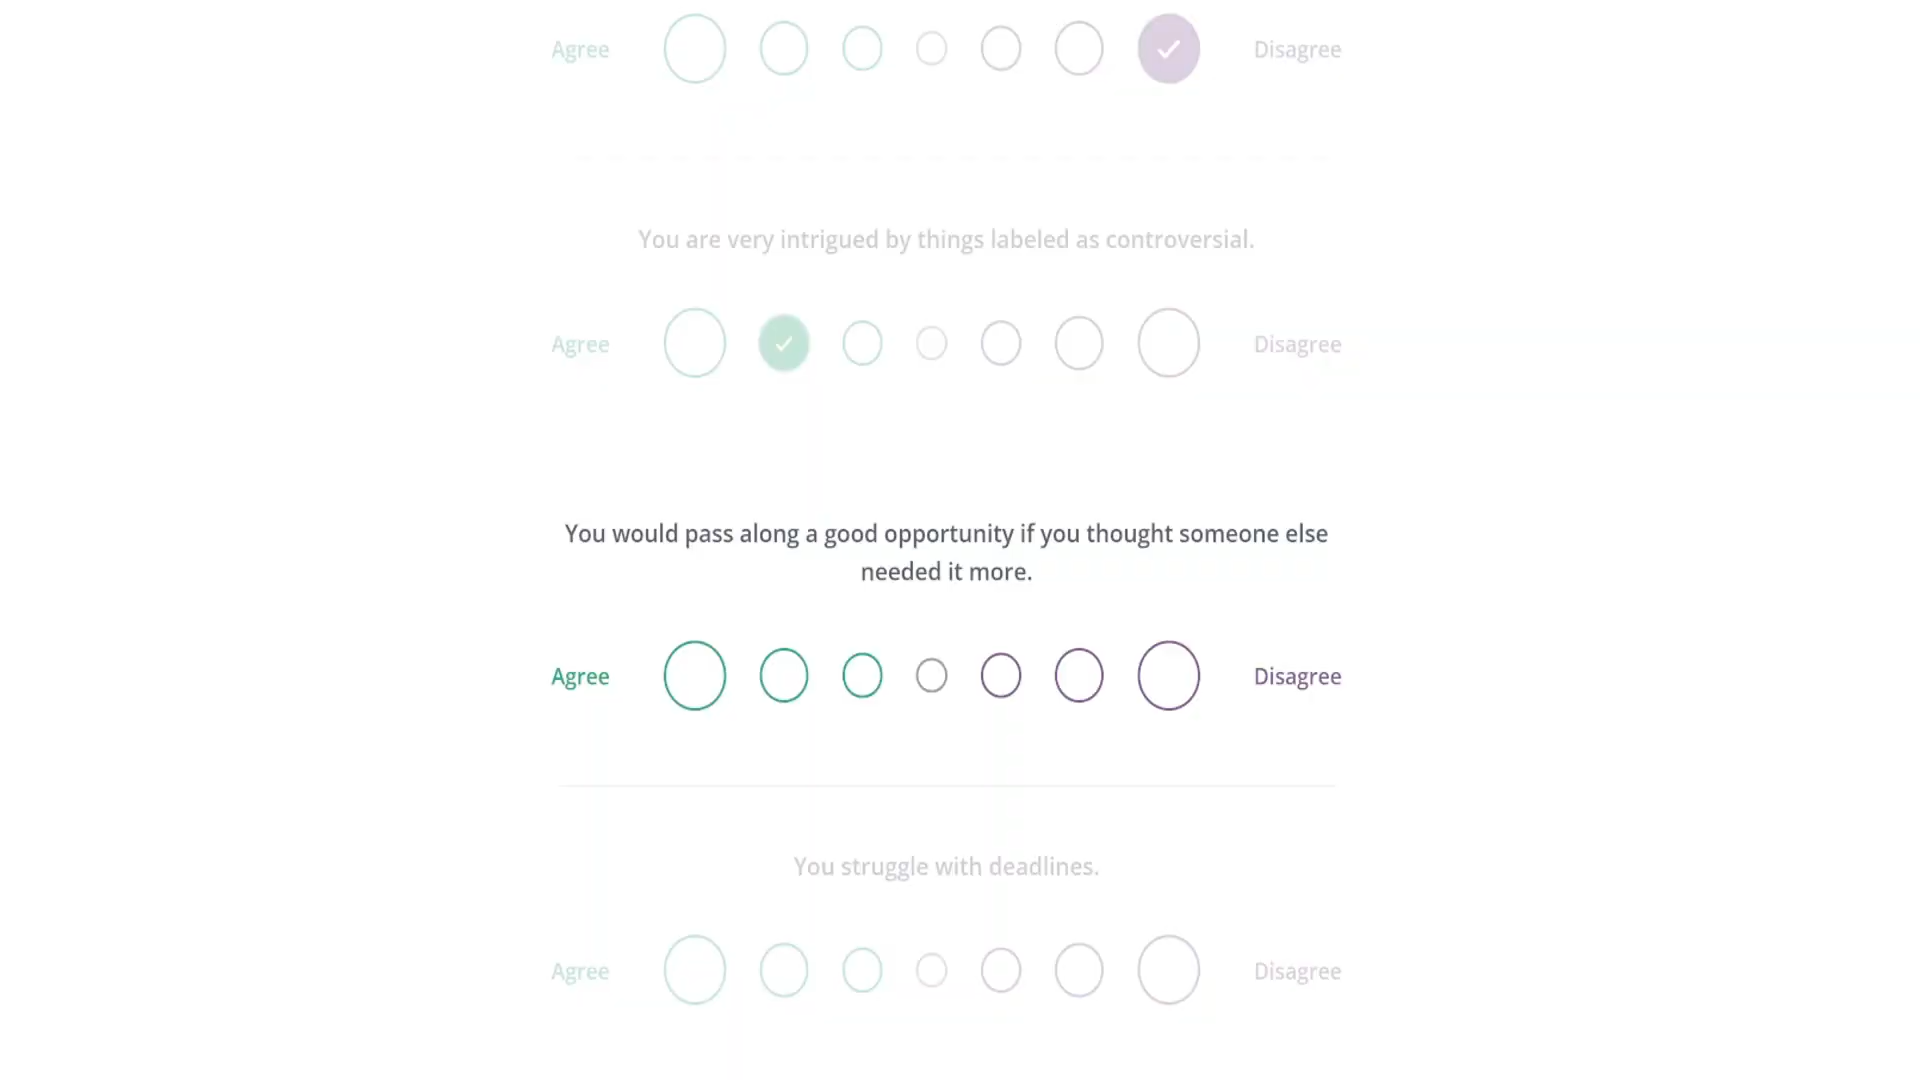 Agree Disagree
You are very intrigued by things labeled as controversial.
Agree Disagree
You would pass along a good opportunity if you thought someone else
needed it more.
Agree Disagree
You struggle with deadlines.
Agree Disagree